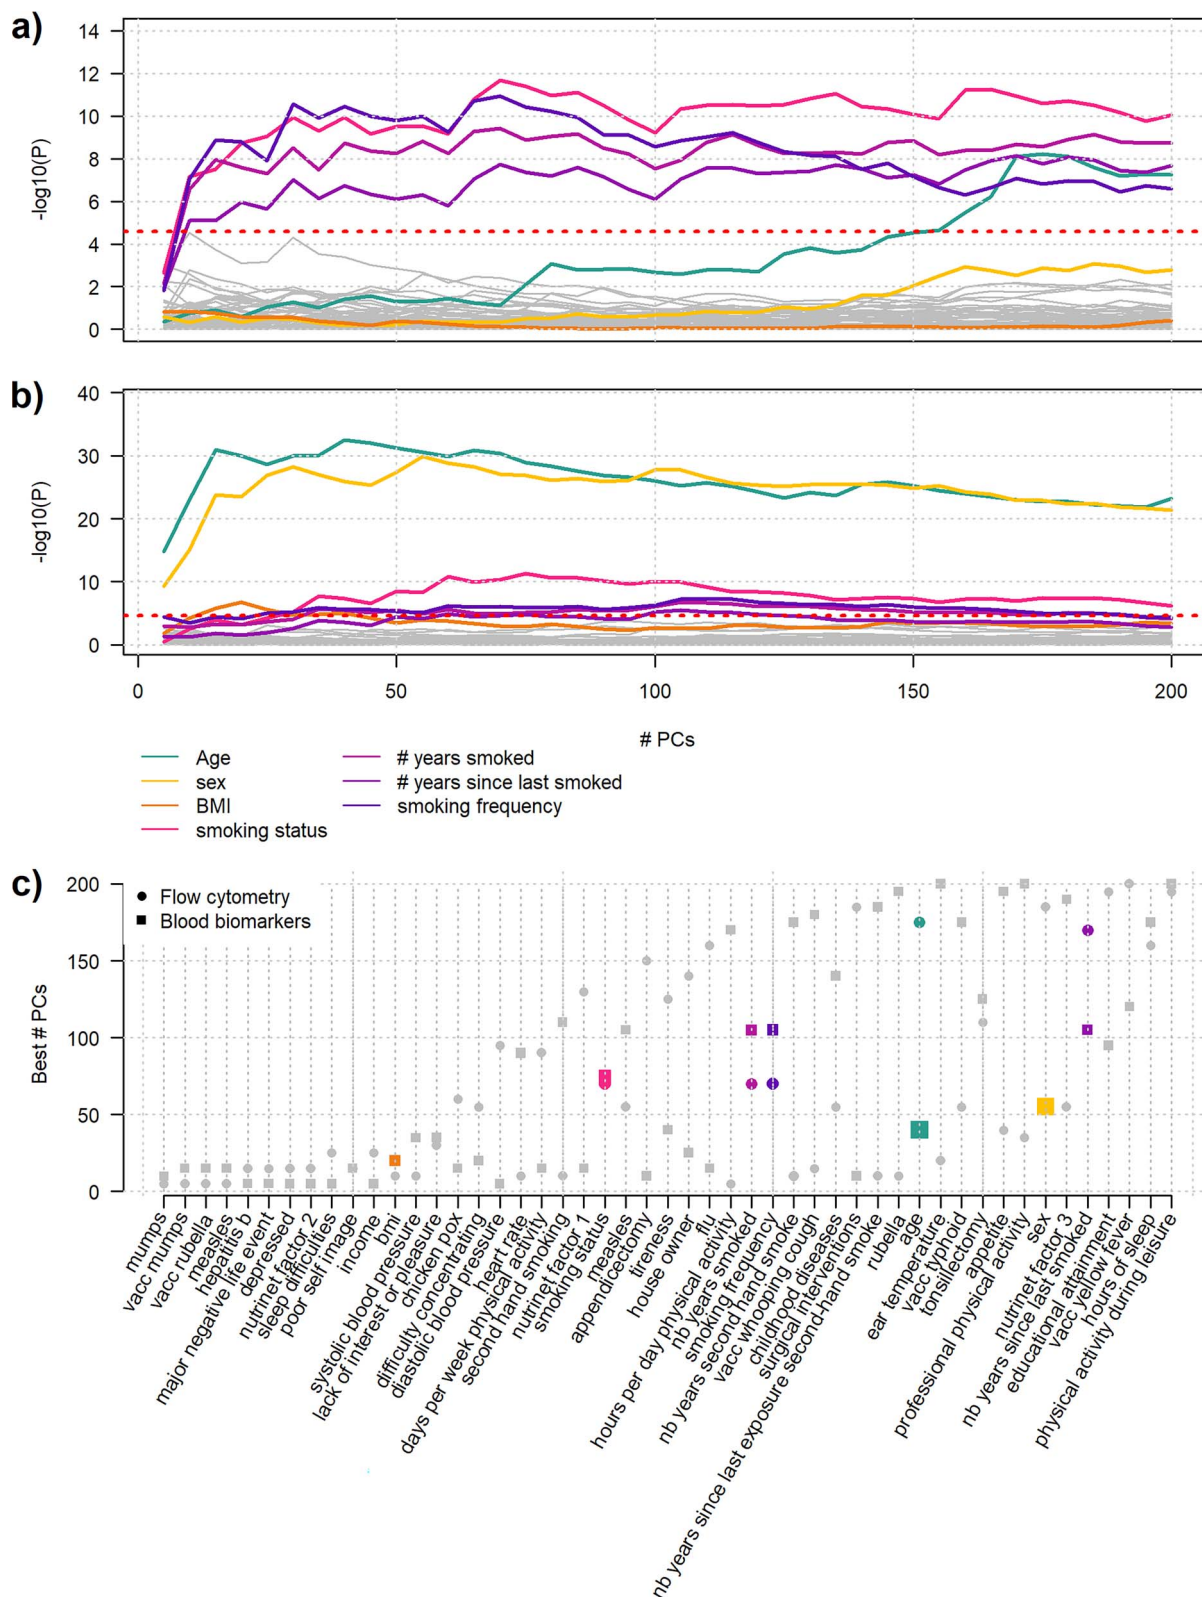 a)
14
12
10
8
6
4
2
0
-log10(P)
b)
40
30
20
10
0
-log10(P)
0 50 100 150 200
# PCs
Age
sex
BMI
smoking status
# years smoked
# years since last smoked
smoking frequency
c)
Flow cytometry
Blood biomarkers
200
150
100
50
0
Best # PCs
mumps
vacc mumps
vacc rubella
measles
hepatitis b
major negative life event
depressed
nutrient factor 2
sleep difficulties
poor self image
income
bmi
systolic blood pressure
lack of interest or pleasure
chicken pox
difficulty concentrating
diastolic blood pressure
heart rate
days per week physical activity
second hand smoking
nutrient factor 1
smoking status
measles
appendicectomy
tireness
house owner
flu
hours per day physical activity
nb years smoked
smoking frequency
nb years second hand smoke
vacc whooping cough
childhood diseases
surgical interventions
nb years since last exposure second-hand smoke
rubella
age
ear temperature
vacc typhoid
tonsillectomy
appetite
professional physical activity
sex
nutrient factor 3
nb years since last smoked
educational attainment
vacc yellow fever
hours of sleep
physical activity during leisure